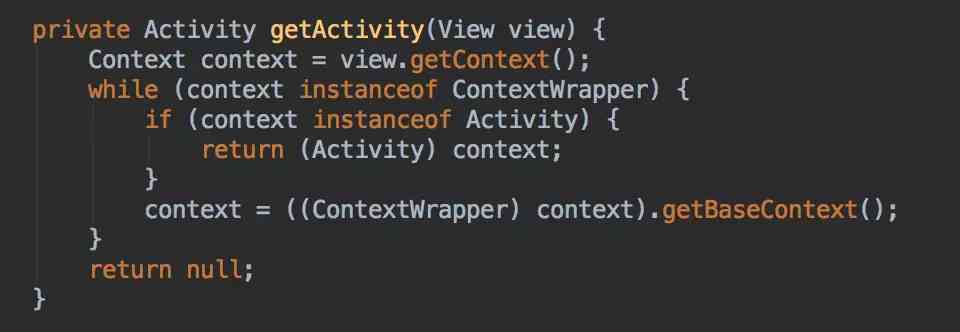 private Activity getActivity(View view) {
    Context context = view.getContext();
    while (context instanceof ContextWrapper) {
        if (context instanceof Activity) {
            return (Activity) context;
        }
        context = ((ContextWrapper) context).getBaseContext();
    }
    return null;
}